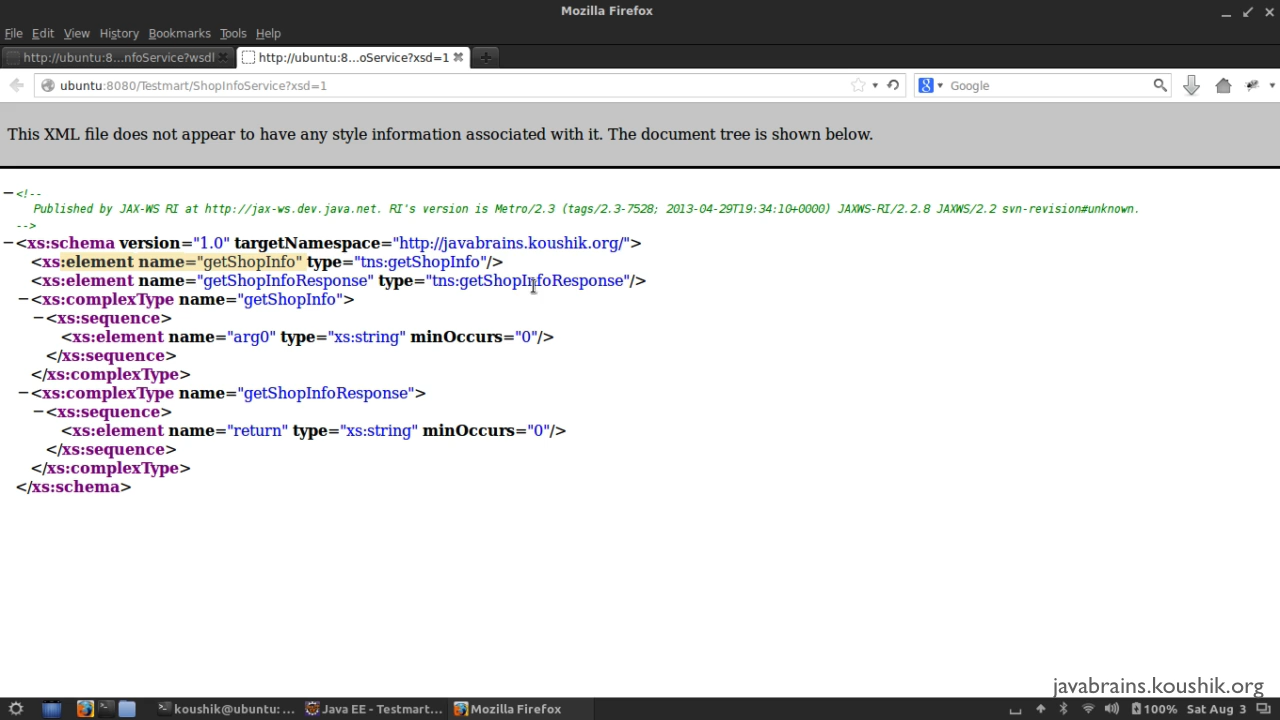 Mozilla Firefox
File Edit View History Bookmarks Tools Help
http://ubuntu:8...nfoService?wsdl http://ubuntu:8...oService?xsd=1
ubuntu:8080/Testmart/ShopInfoService?xsd=1 Google
This XML file does not appear to have any style information associated with it. The document tree is shown below.
<!--
Published by JAX-WS RI at http://jax-ws.dev.java.net. RI's version is Metro/2.3 (tags/2.3-7528; 2013-04-29T19:34:10+0000) JAXWS-RI/2.2.8 JAXWS/2.2 svn-revision#unknown.
-->
<xs:schema version="1.0" targetNamespace="http://javabrains.koushik.org/">
<xs:element name="getShopInfo" type="tns:getShopInfo"/>
<xs:element name="getShopInfoResponse" type="tns:getShopInfoResponse"/>
<xs:complexType name="getShopInfo">
<xs:sequence>
<xs:element name="arg0" type="xs:string" minOccurs="0"/>
</xs:sequence>
</xs:complexType>
<xs:complexType name="getShopInfoResponse">
<xs:sequence>
<xs:element name="return" type="xs:string" minOccurs="0"/>
</xs:sequence>
</xs:complexType>
</xs:schema>
javabrains.koushik.org
koushik@ubuntu: ... Java EE - Testmart... Mozilla Firefox 100% Sat Aug 3